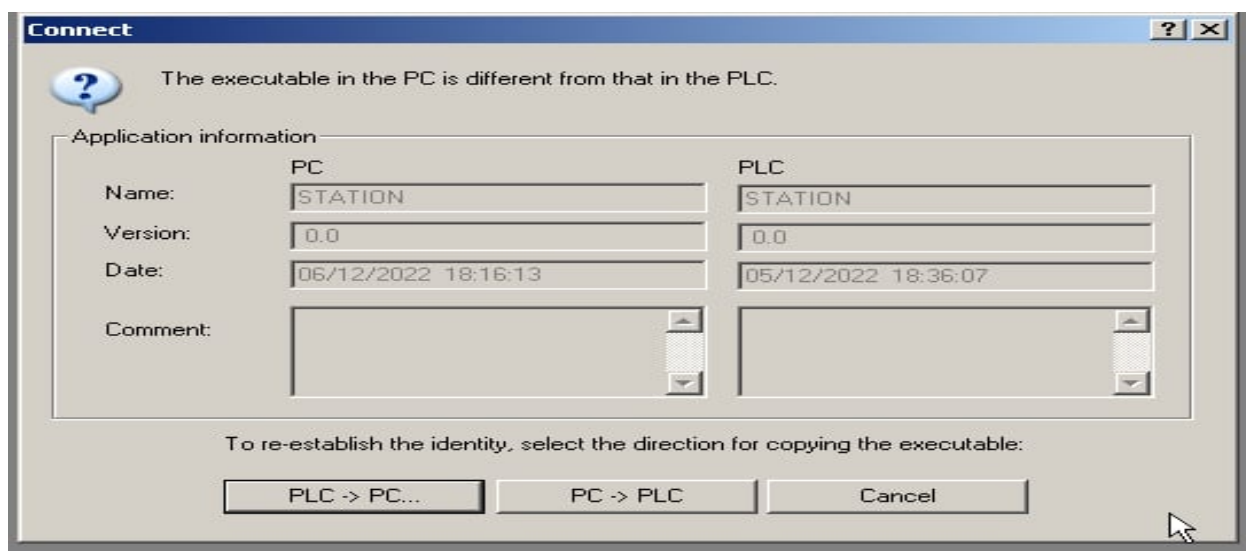 Connect
The executable in the PC is different from that in the PLC.
Application information
PC PLC
Name: STATION STATION
Version: 0.0 0.0
Date: 06/12/2022 18:16:13 05/12/2022 18:36:07
Comment:
To re-establish the identity, select the direction for copying the executable:
PLC -> PC... PC -> PLC Cancel